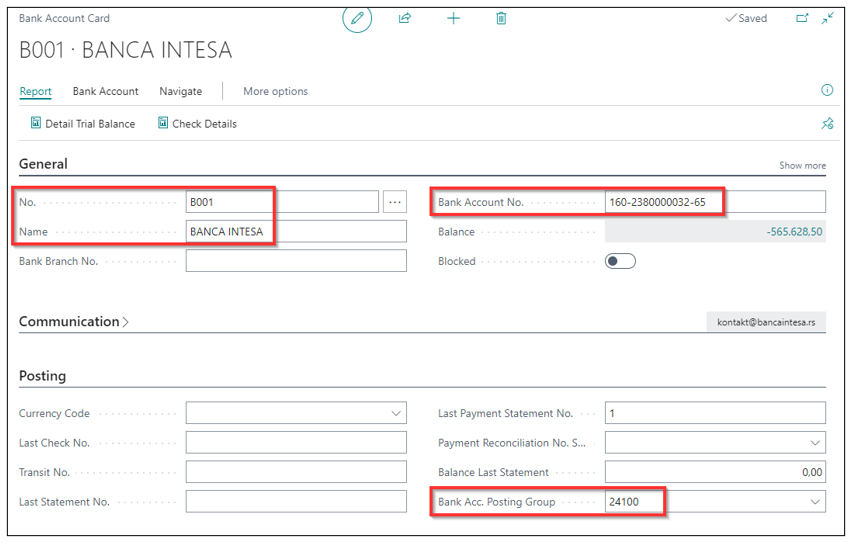 Bank Account Card
Saved
B001 · BANCA INTESA
Report Bank Account Navigate More options
Detail Trial Balance Check Details
General
Show more
No. B001 ...
Name BANCA INTESA
Bank Branch No.
Bank Account No. 160-2380000032-65
Balance -565.628,50
Blocked
Communication
kontakt@bancaintesa.rs
Posting
Currency Code
Last Check No.
Transit No.
Last Statement No.
Last Payment Statement No. 1
Payment Reconciliation No. S...
Balance Last Statement 0,00
Bank Acc. Posting Group 24100